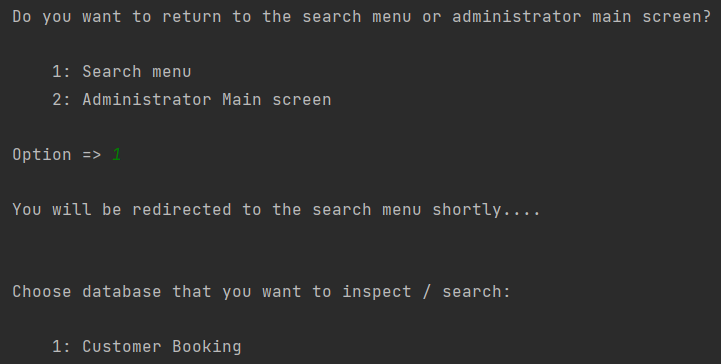 Do you want to return to the search menu or administrator main screen?
1: Search menu
2: Administrator Main screen
Option => 1
You will be redirected to the search menu shortly....
Choose database that you want to inspect / search:
1: Customer Booking